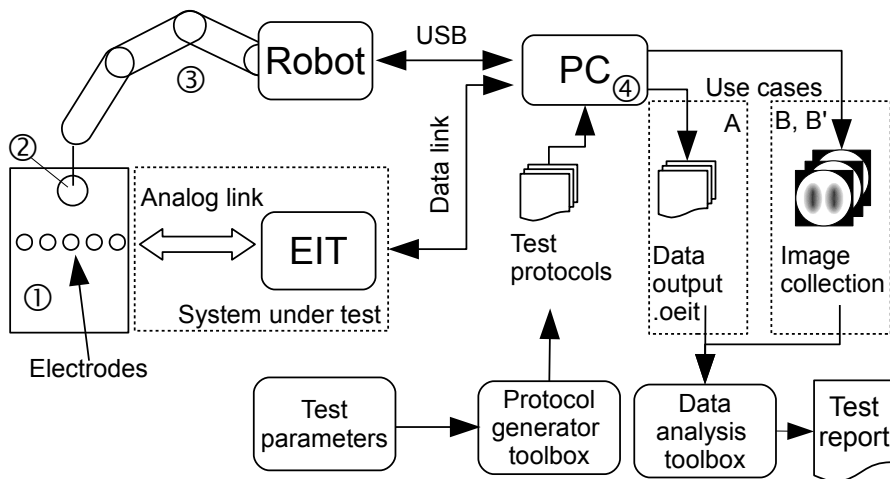 Robot
USB
PC
④
③
②
①
Use cases
A
B, B'
Data link
Analog link
EIT
System under test
Electrodes
Test
protocols
Data
output
.oeit
Image
collection
Test
parameters
Protocol
generator
toolbox
Data
analysis
toolbox
Test
report